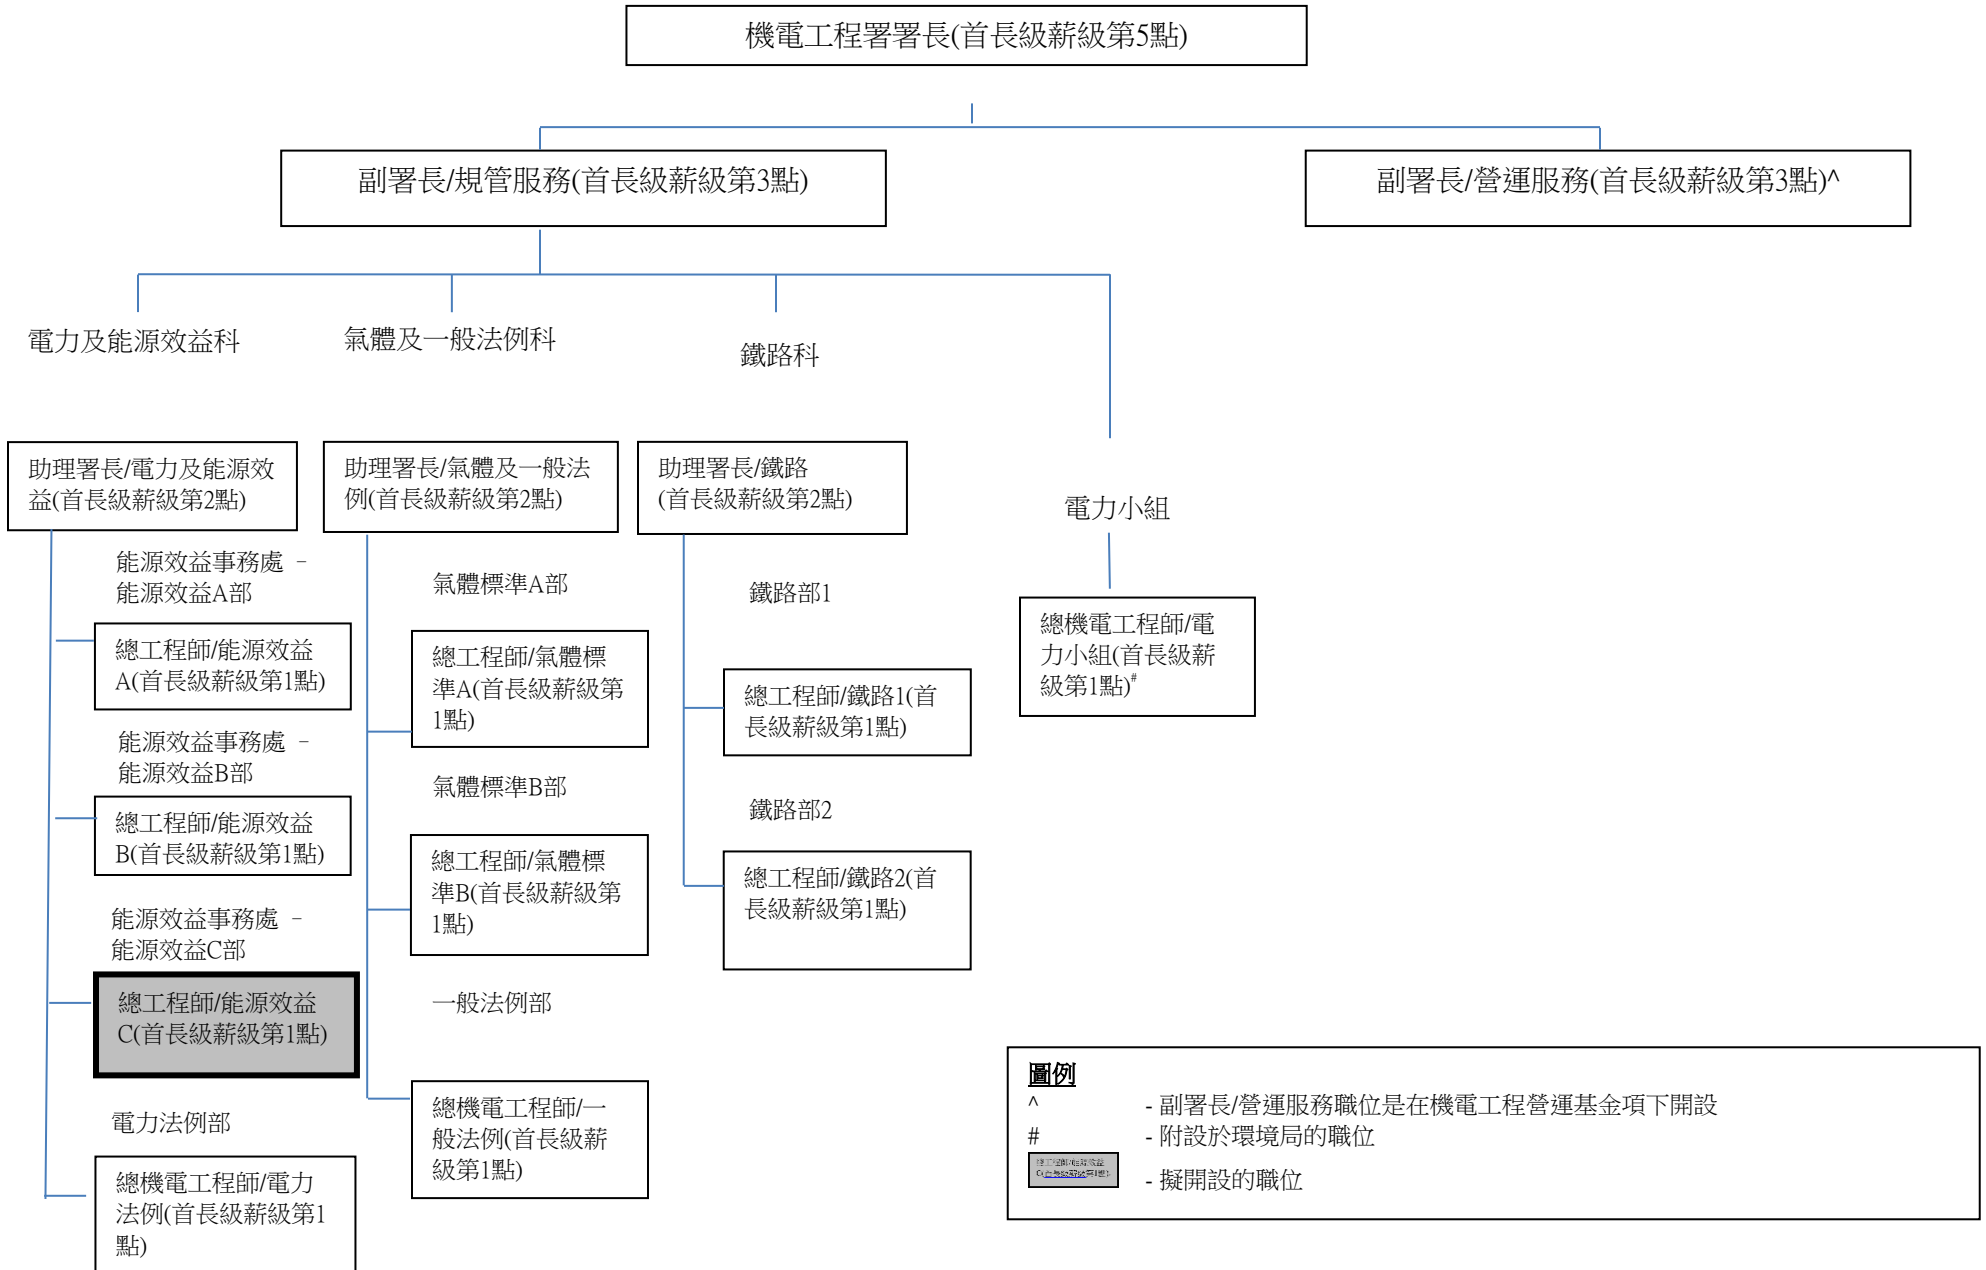 機電工程署署長(首長級薪級第5點)
副署長/規管服務(首長級薪級第3點)
副署長/營運服務(首長級薪級第3點)^
電力及能源效益科
氣體及一般法例科
鐵路科
助理署長/電力及能源效
益(首長級薪級第2點)
能源效益事務處 –
能源效益A部
總工程師/能源效益
A(首長級薪級第1點)
能源效益事務處 –
能源效益B部
總工程師/能源效益
B(首長級薪級第1點)
能源效益事務處 –
能源效益C部
總工程師/能源效益
C(首長級薪級第1點)
電力法例部
總機電工程師/電力
法例(首長級薪級第1
點)
助理署長/氣體及一般法
例(首長級薪級第2點)
氣體標準A部
總工程師/氣體標
準A(首長級薪級第
1點)
氣體標準B部
總工程師/氣體標
準B(首長級薪級第
1點)
一般法例部
總機電工程師/一
般法例(首長級薪
級第1點)
助理署長/鐵路
(首長級薪級第2點)
鐵路部1
總工程師/鐵路1(首
長級薪級第1點)
鐵路部2
總工程師/鐵路2(首
長級薪級第1點)
電力小組
總機電工程師/電
力小組(首長級薪
級第1點)#
圖例
^ - 副署長/營運服務職位是在機電工程營運基金項下開設
# - 附設於環境局的職位
總工程師/能源效益
C(首長級薪級第1點)
- 擬開設的職位